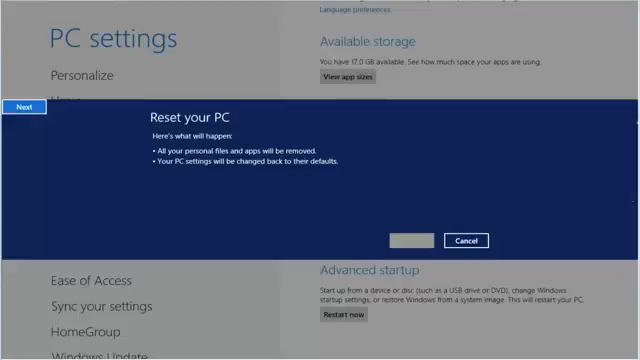 Language preferences
PC settings
Available storage
You have 17.0 GB available. See how much space your apps are using.
Personalize
View app sizes
Next
Reset your PC
Here's what will happen:
• All your personal files and apps will be removed.
• Your PC settings will be changed back to their defaults.
Cancel
Advanced startup
Ease of Access
Start up from a device or disc (such as a USB drive or DVD), change Windows
startup settings, or restore Windows from a system image. This will restart your PC.
Sync your settings
Restart now
HomeGroup
Windows Update